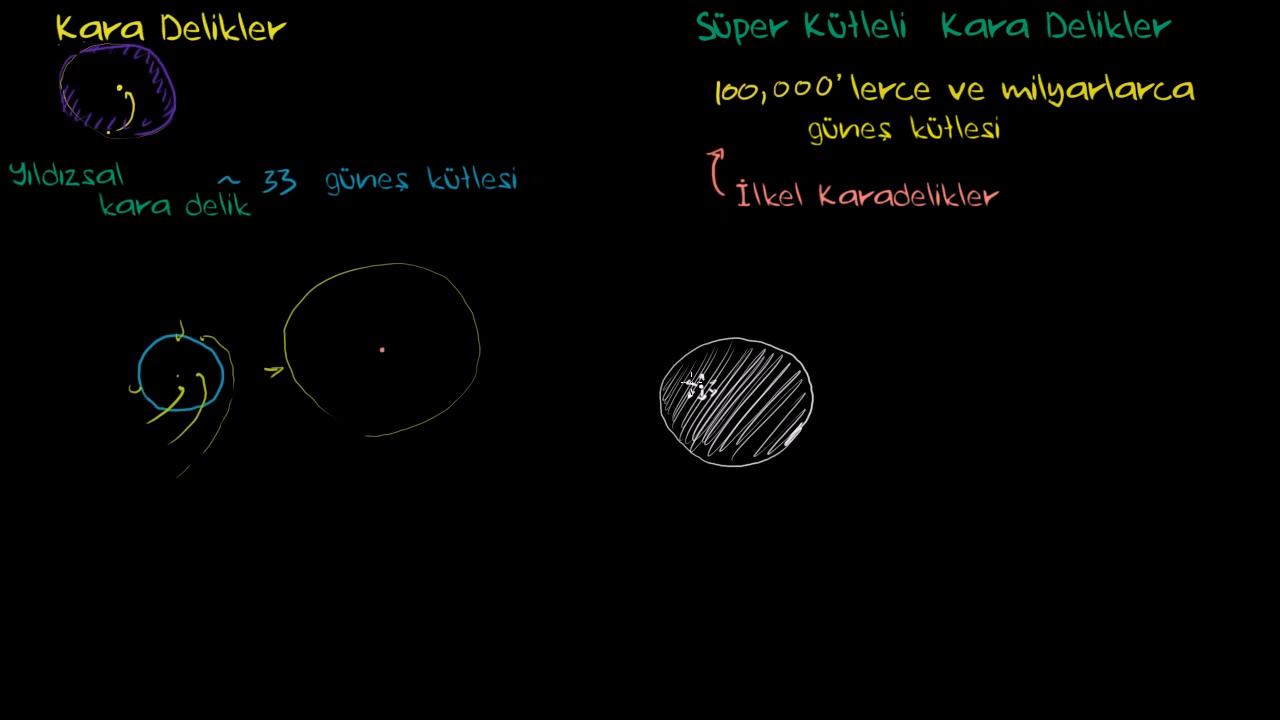 Kara Delikler
Yıldızsal
kara delik
~ 33 güneş kütlesi
Süper Kütleli Kara Delikler
100,000'lerce ve milyarlarca
güneş kütlesi
İlkel Karadelikler